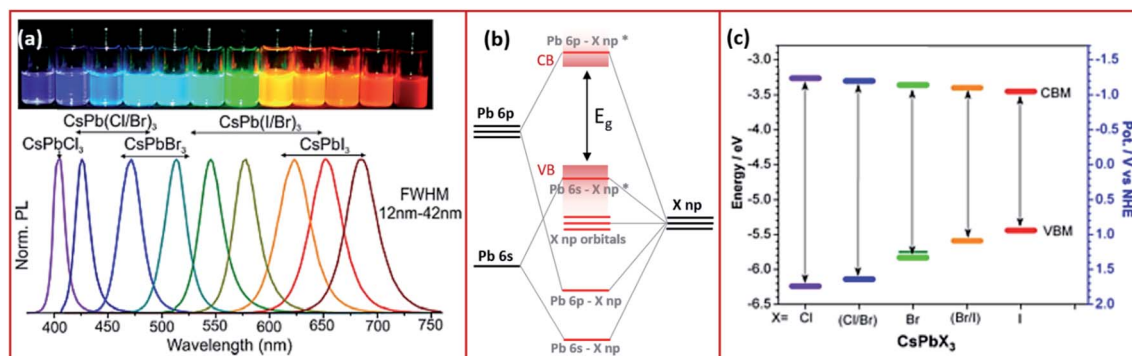 (a)
CsPb(Cl/Br)3
CsPb(I/Br)3
CsPbCl3
CsPbBr3
CsPbI3
FWHM
12nm-42nm
Norm. PL
400 450 500 550 600 650 700 750
Wavelength (nm)
(b)
Pb 6p - X np *
CB
Pb 6p
Eg
VB
Pb 6s - X np *
X np
X np orbitals
Pb 6s
Pb 6p - X np
Pb 6s - X np
(c)
-3.0
-3.5
-4.0
-4.5
-5.0
-5.5
-6.0
-6.5
Energy / eV
CBM
VBM
-1.5
-1.0
-0.5
0.0
0.5
1.0
1.5
2.0
Pot. / V vs NHE
X= Cl (Cl/Br) Br (Br/I) I
CsPbX3